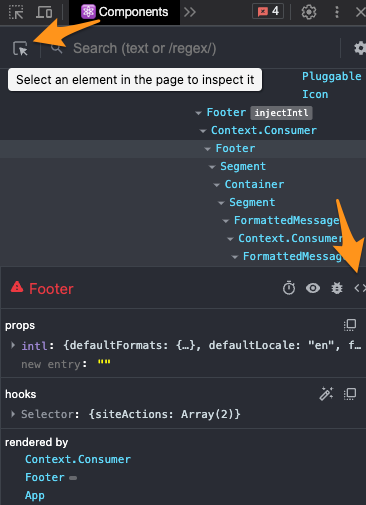 Components
4
Search (text or /regex/)
Select an element in the page to inspect it
Pluggable
Icon
Footer injectIntl
Context.Consumer
Footer
Segment
Container
Segment
FormattedMessage
Context.Consumer
FormattedMessage
Footer
props
intl: {defaultFormats: {…}, defaultLocale: "en", f…
new entry: ""
hooks
Selector: {siteActions: Array(2)}
rendered by
Context.Consumer
Footer
App